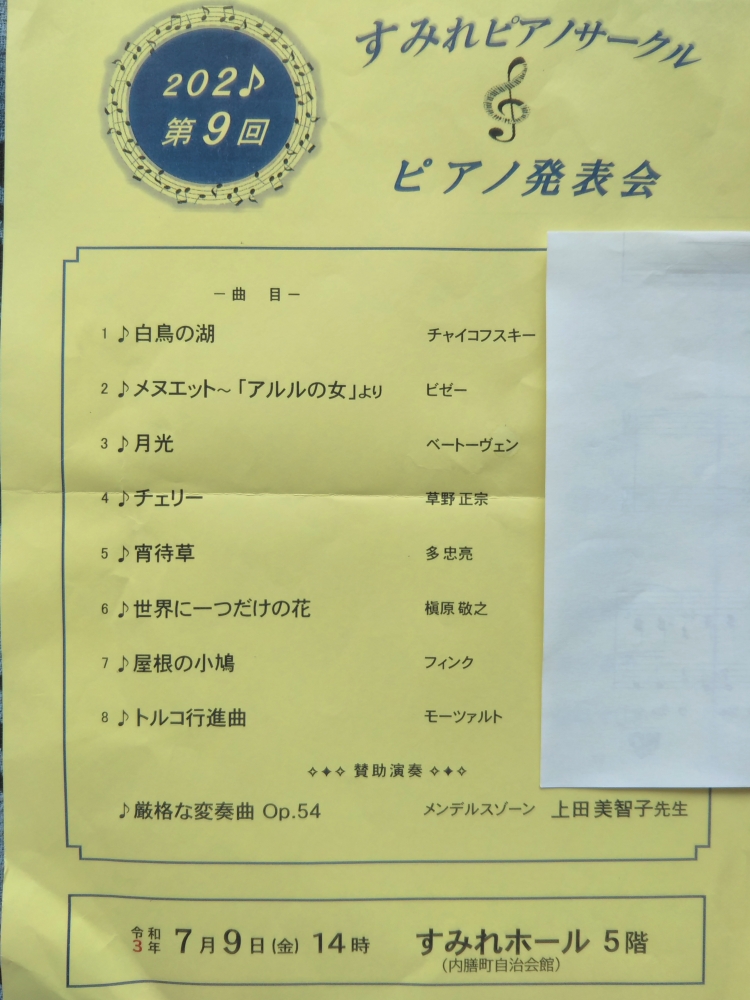 202♪
第9回
すみれピアノサークル
ピアノ発表会
－曲 目－
1 ♪白鳥の湖 チャイコフスキー
2 ♪メヌエット～「アルルの女」より ビゼー
3 ♪月光 ベートーヴェン
4 ♪チェリー 草野 正宗
5 ♪宵待草 多 忠亮
6 ♪世界に一つだけの花 槇原 敬之
7 ♪屋根の小鳩 フィンク
8 ♪トルコ行進曲 モーツァルト
✧✦✧ 賛助演奏 ✧✦✧
♪厳格な変奏曲 Op.54 メンデルスゾーン 上田 美智子先生
令和3年 7月9日(金) 14時 すみれホール 5階
（内膳町自治会館）